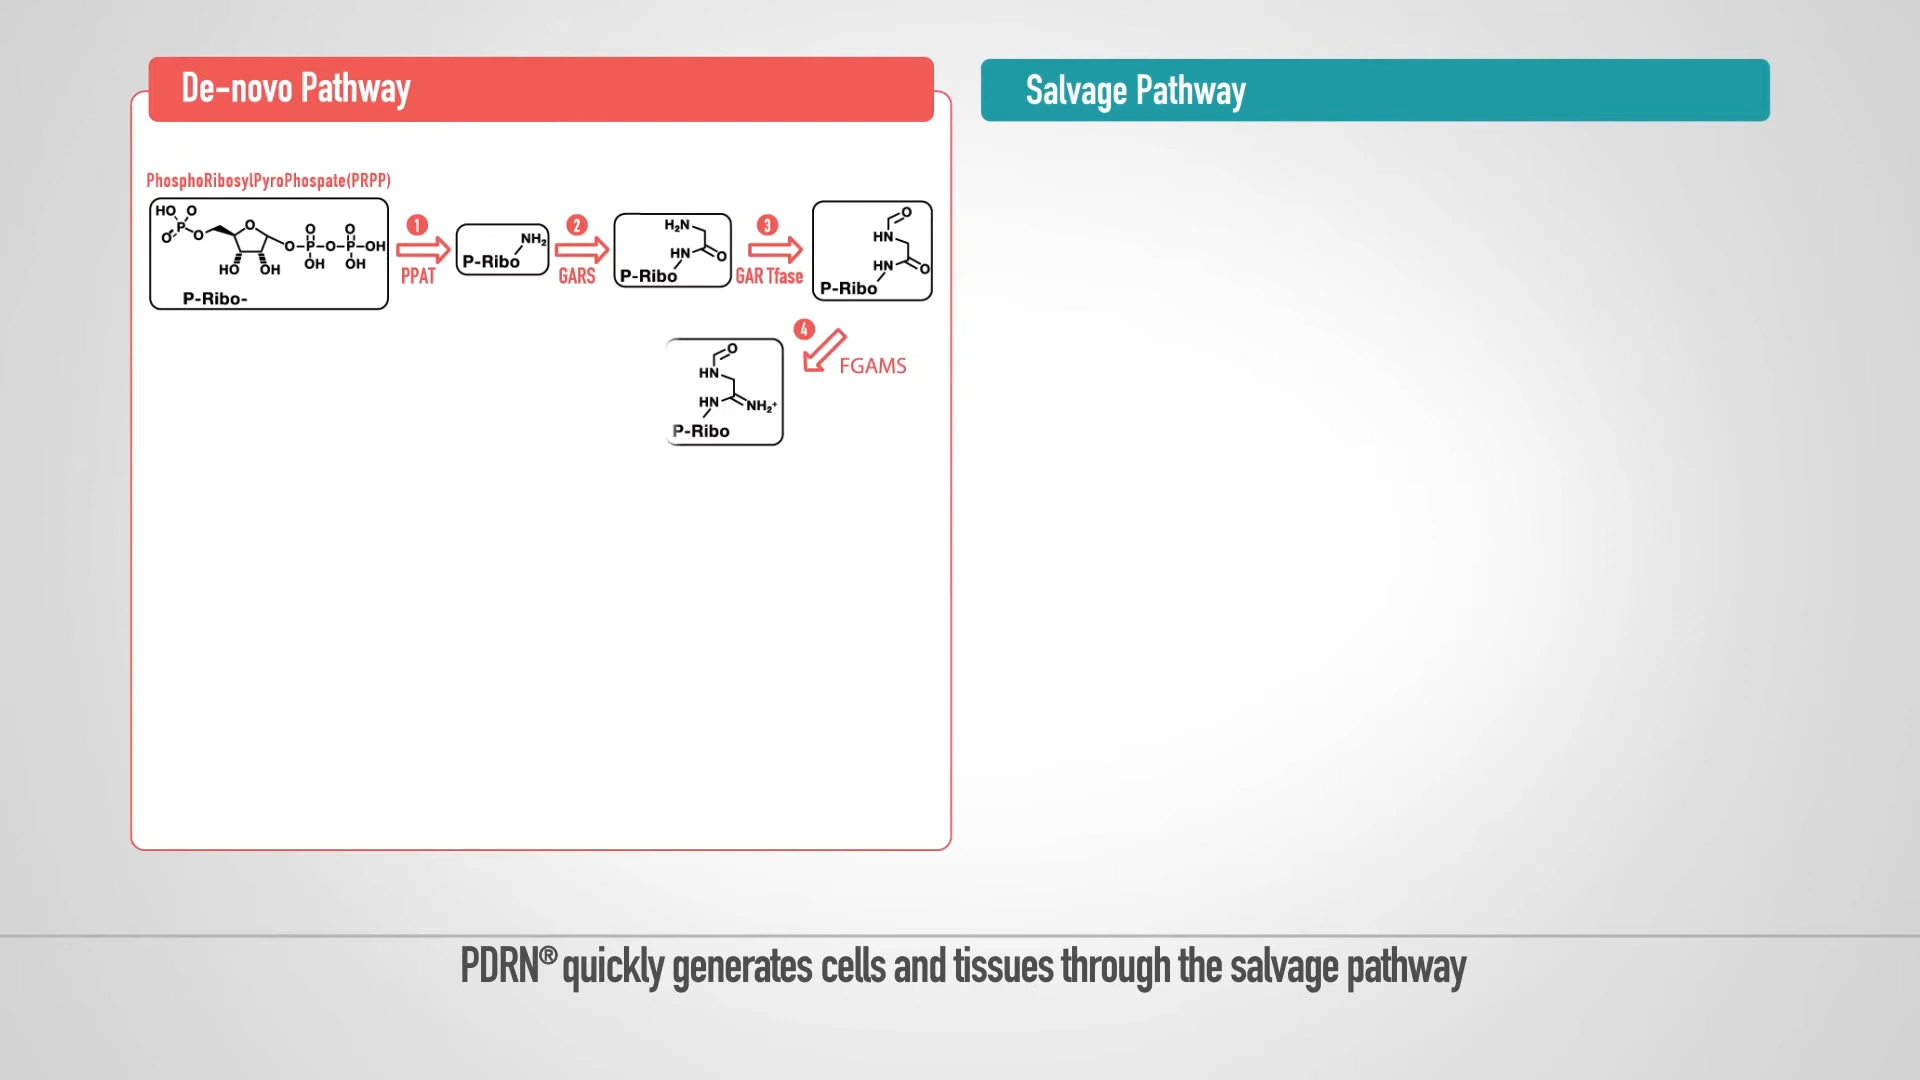 De-novo Pathway
Salvage Pathway
PhosphoRibosylPyroPhospate(PRPP)
HO O
P
O O
O
O O
O-P-O-P-OH
OH OH
HO OH
P-Ribo-
1
PPAT
NH₂
P-Ribo
2
GARS
H₂N
HN
O
P-Ribo
3
GAR Tfase
O
HN
HN
O
P-Ribo
4
FGAMS
O
HN
HN
NH₂⁺
P-Ribo
PDRN® quickly generates cells and tissues through the salvage pathway